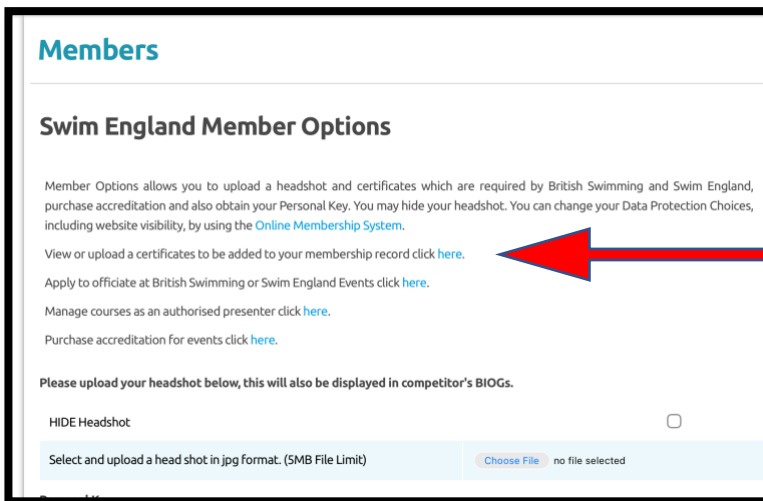 Members
Swim England Member Options
Member Options allows you to upload a headshot and certificates which are required by British Swimming and Swim England,
purchase accreditation and also obtain your Personal Key. You may hide your headshot. You can change your Data Protection Choices,
including website visibility, by using the Online Membership System.
View or upload a certificates to be added to your membership record click here.
Apply to officiate at British Swimming or Swim England Events click here.
Manage courses as an authorised presenter click here.
Purchase accreditation for events click here.
Please upload your headshot below, this will also be displayed in competitor's BIOGs.
HIDE Headshot
Select and upload a head shot in jpg format. (5MB File Limit) Choose File no file selected